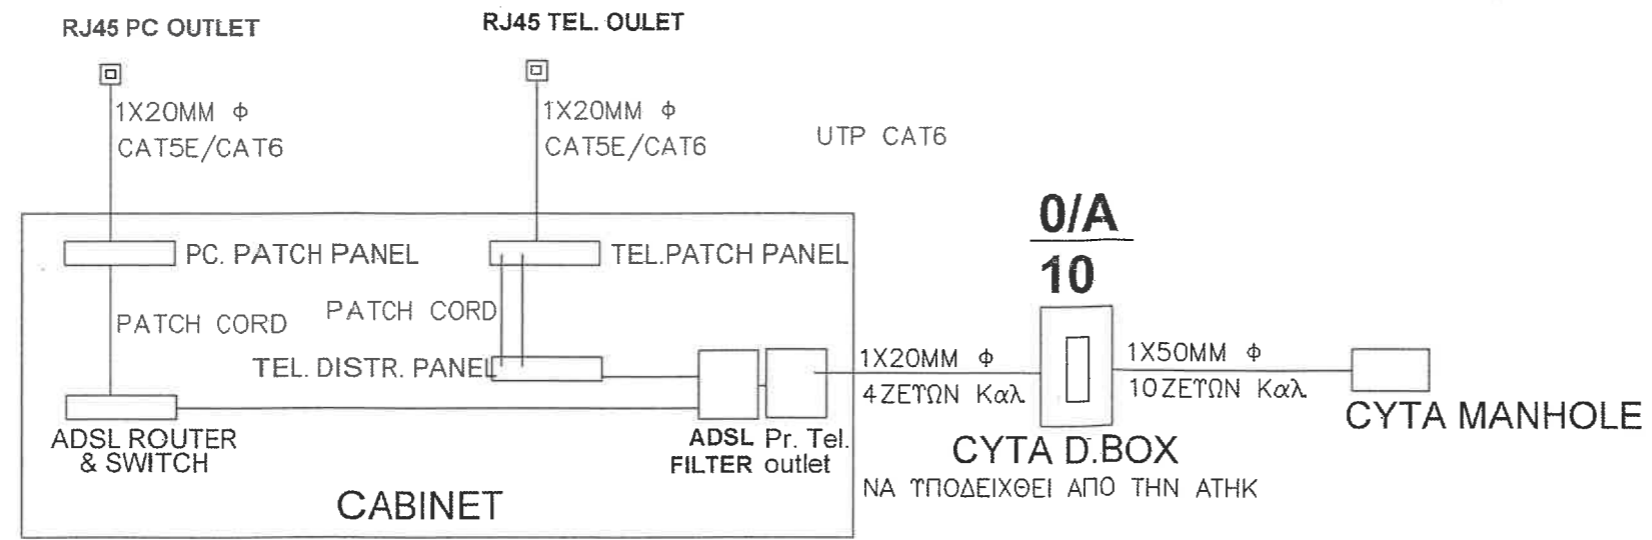 RJ45 PC OUTLET
RJ45 TEL. OULET
1X20MM Φ
CAT5E/CAT6
1X20MM Φ
CAT5E/CAT6
UTP CAT6
0/A
10
PC. PATCH PANEL
TEL.PATCH PANEL
PATCH CORD
PATCH CORD
TEL. DISTR. PANEL
1X20MM Φ
4ΖΕΥΩΝ Καλ
1X50MM Φ
10ΖΕΥΩΝ Καλ
ADSL ROUTER
& SWITCH
ADSL
FILTER
Pr. Tel.
outlet
CYTA D.BOX
CYTA MANHOLE
ΝΑ ΥΠΟΔΕΙΧΘΕΙ ΑΠΟ ΤΗΝ ΑΤΗΚ
CABINET